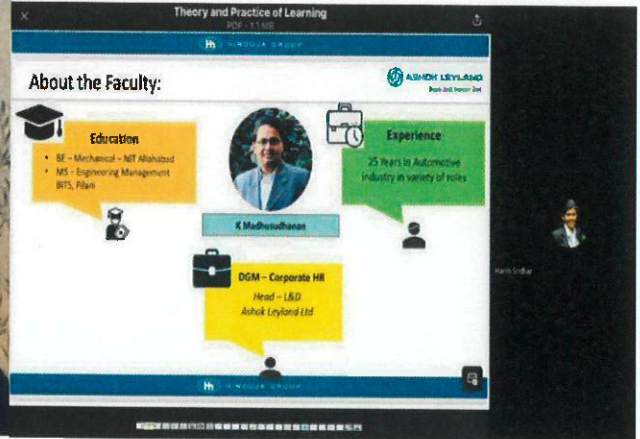 Theory and Practice of Learning
PDF - 1.1 MB
HINDUJA GROUP
About the Faculty:
ASHOK LEYLAND
Education
• BE – Mechanical – NIT Allahabad
• MS – Engineering Management
BITS, Pilani
Experience
25 Years in Automotive
industry in variety of roles
K Madhusudhanan
DGM – Corporate HR
Head – L&D
Ashok Leyland Ltd
HINDUJA GROUP